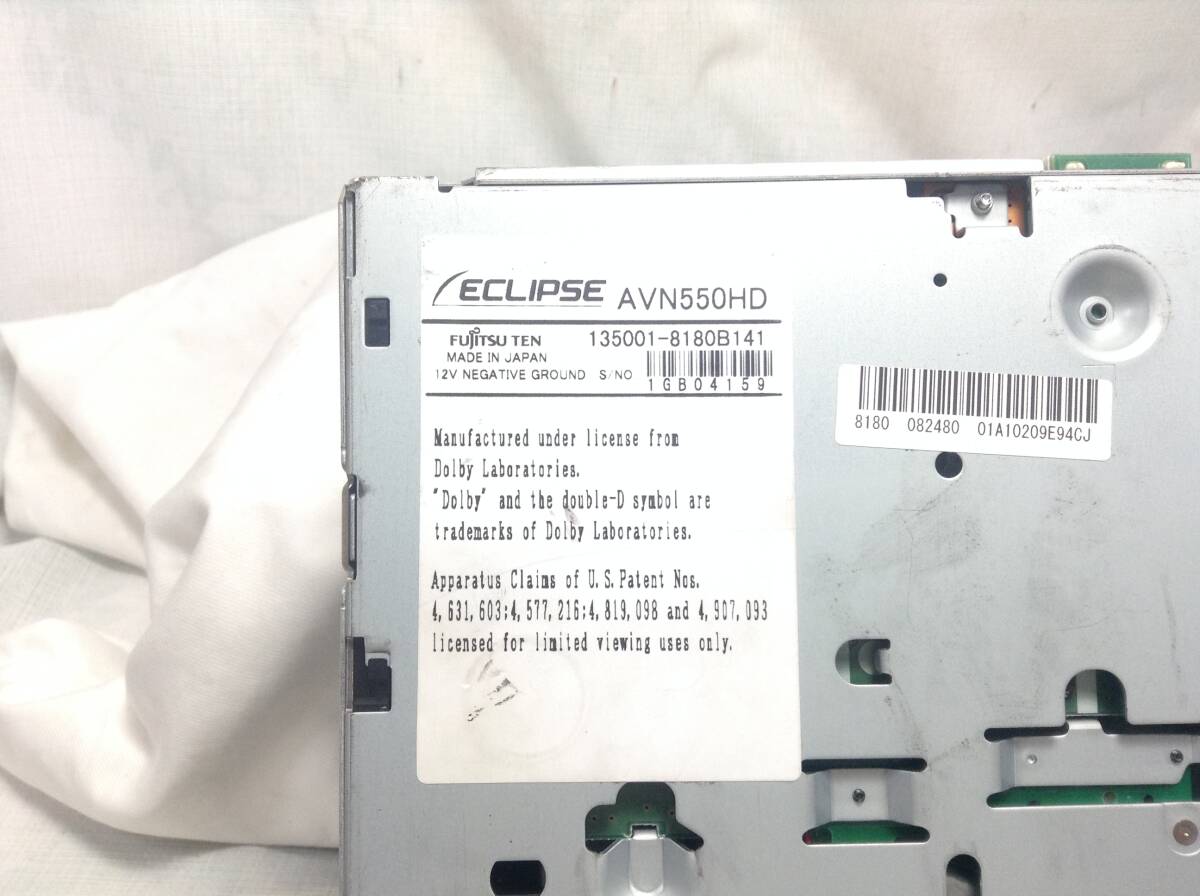 ECLIPSE AVN550HD
FUJITSU TEN 135001-8180B141
MADE IN JAPAN
12V NEGATIVE GROUND S/NO 1GB04159
Manufactured under license from
Dolby Laboratories.
"Dolby" and the double-D symbol are
trademarks of Dolby Laboratories.
Apparatus Claims of U.S.Patent Nos.
4,631,603;4,577,216;4,819,098 and 4,907,093
licensed for limited viewing uses only.
8180 082480 01A10209E94CJ